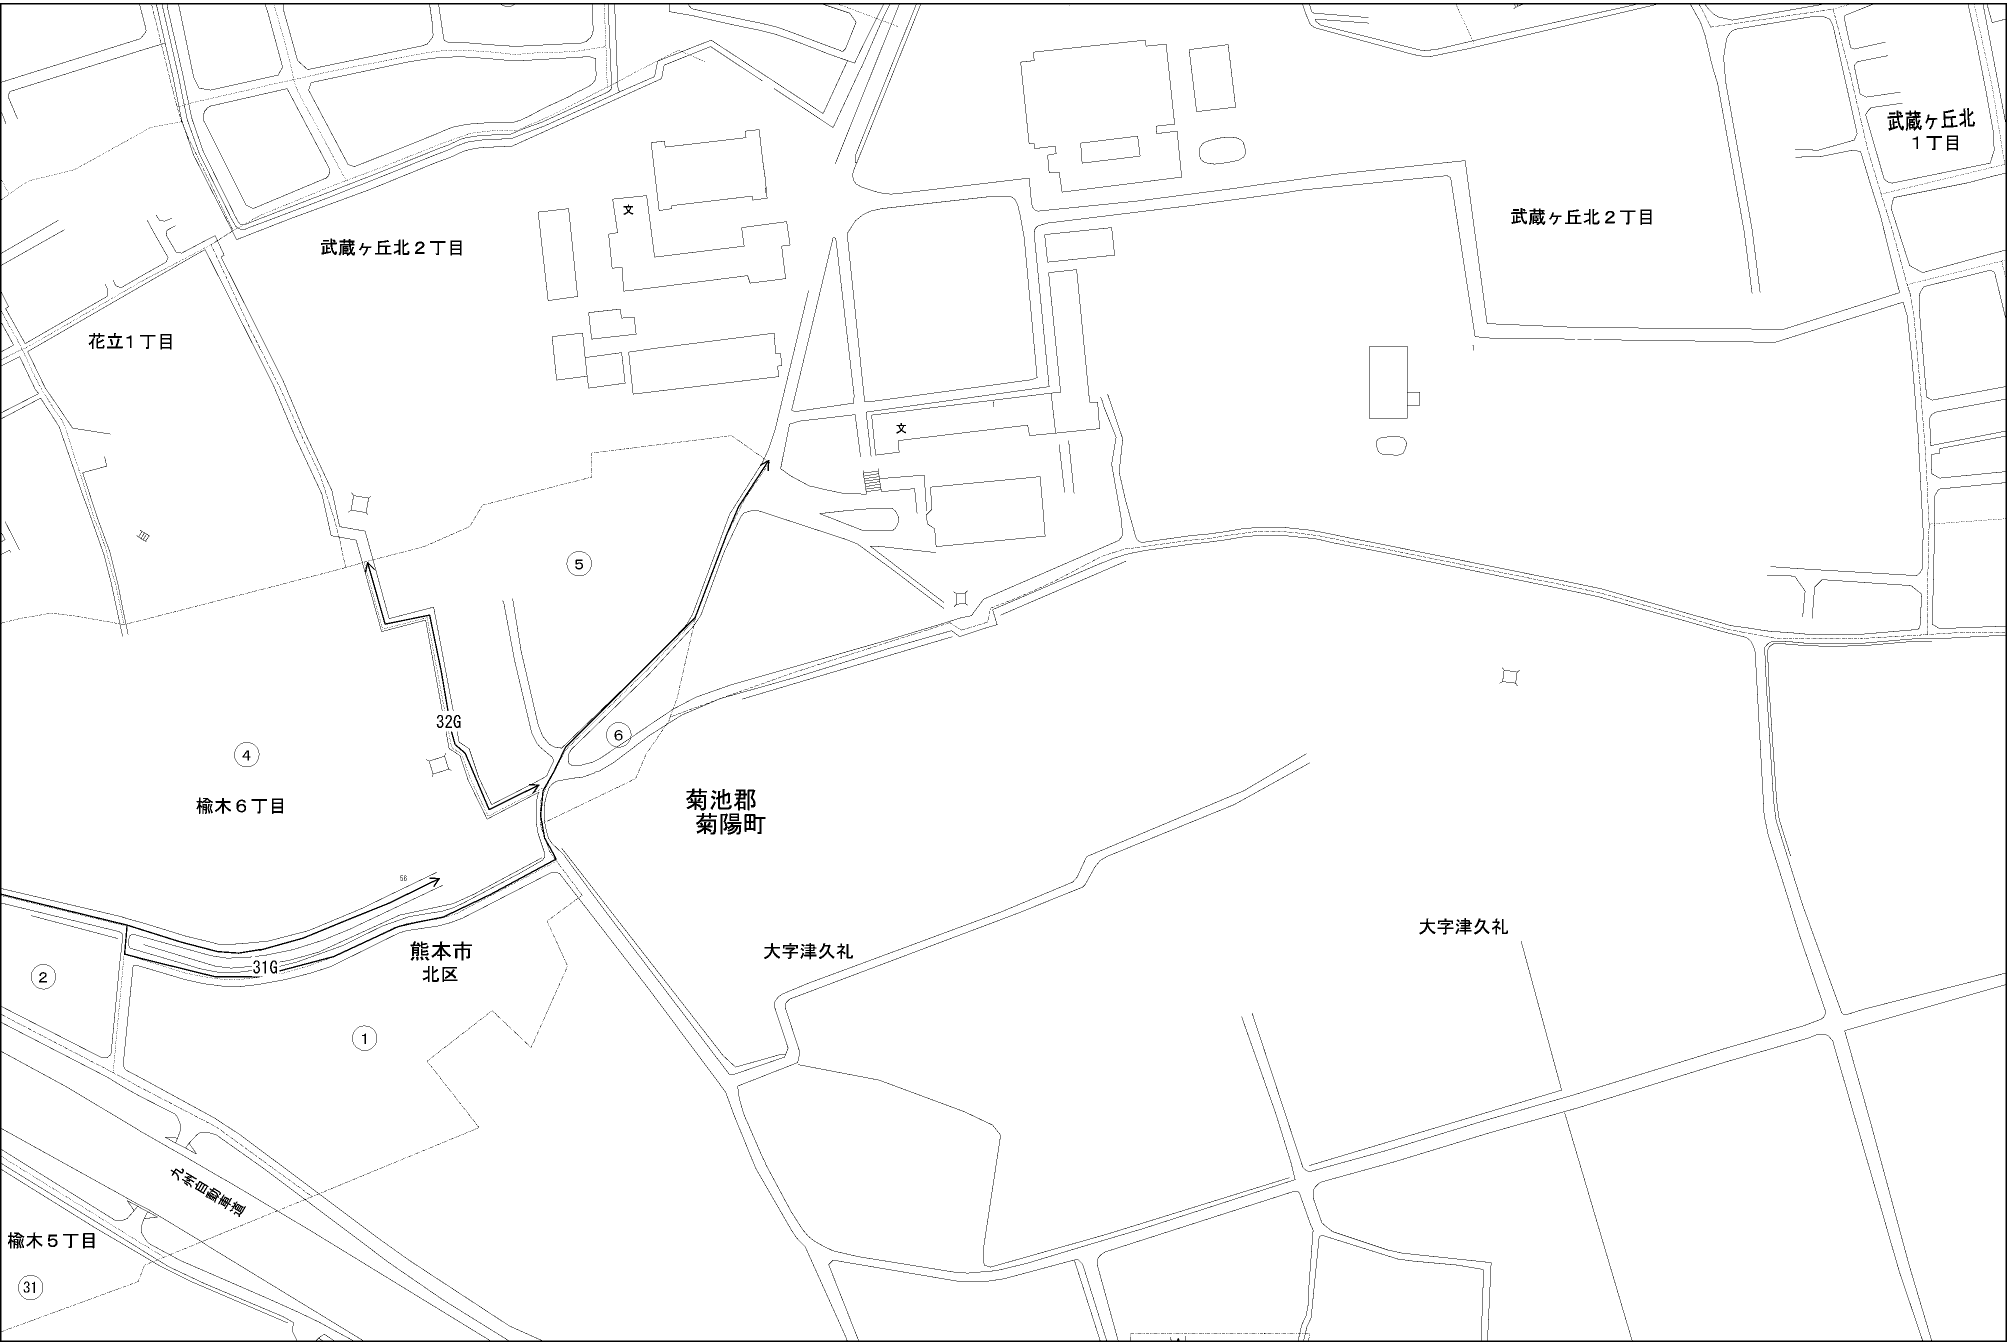 武蔵ヶ丘北
１丁目
文
武蔵ヶ丘北２丁目
武蔵ヶ丘北２丁目
花立１丁目
文
5
32G
6
4
楡木６丁目
菊池郡
菊陽町
56
熊本市
北区
31G
大字津久礼
大字津久礼
2
1
九州自動車道
楡木５丁目
31